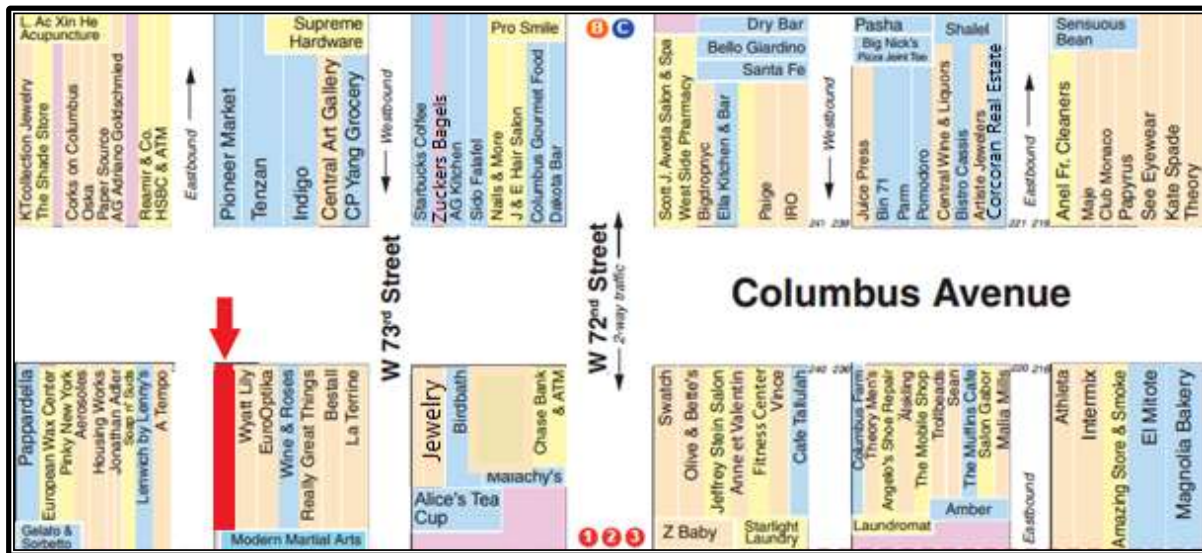 L. Ac Xin He
Acupuncture
KTcollection Jewelry
The Shade Store
Corks on Columbus
Oska
Paper Source
AG Adriano Goldschmied
Reamir & Co.
HSBC & ATM
Eastbound
Supreme
Hardware
Pioneer Market
Tenzan
Indigo
Central Art Gallery
CP Yang Grocery
Westbound
Pro Smile
Starbucks Coffee
Zuckers Bagels
AG Kitchen
Sido Falafel
Nails & More
J & E Hair Salon
Columbus Gourmet Food
Dakota Bar
B C
Dry Bar
Bello Giardino
Santa Fe
Scott J. Aveda Salon & Spa
West Side Pharmacy
Bigdropnyc
Ella Kitchen & Bar
Paige
IRO
Westbound
241 239
Pasha
Big Nick's
Pizza Joint Too
Shalel
Juice Press
Bin 71
Parm
Pomodoro
Central Wine & Liquors
Bistro Cassis
Artiste Jewelers
Corcoran Real Estate
Eastbound
221 219
Sensuous
Bean
Anel Fr. Cleaners
Maje
Club Monaco
Papyrus
See Eyewear
Kate Spade
Theory
W 73rd Street
W 72nd Street
2-way traffic
Columbus Avenue
Pappardella
European Wax Center
Pinky New York
Aerosoles
Housing Works
Jonathan Adler
Soap n' Suds
Lenwich by Lenny's
A Tempo
Gelato &
Sorbetto
Wyatt Lily
EuroOptika
Wine & Roses
Really Great Things
Bestall
La Terrine
Modern Martial Arts
Jewelry
Birdbath
Chase Bank
& ATM
Malachy's
Alice's Tea
Cup
1 2 3
Swatch
Olive & Bette's
Jeffrey Stein Salon
Anne et Valentin
Fitness Center
Vince
Cafe Tallulah
Z Baby
Starlight
Laundry
240
Columbus Farm
Theory Men's
Angelo's Shoe Repair
Alskling
The Mobile Shop
Trollbeads
Sean
The Muffins Cafe
Salon Gabor
Malia Mills
Laundromat
Amber
Eastbound
Athleta
Intermix
Amazing Store & Smoke
El Mitote
Magnolia Bakery